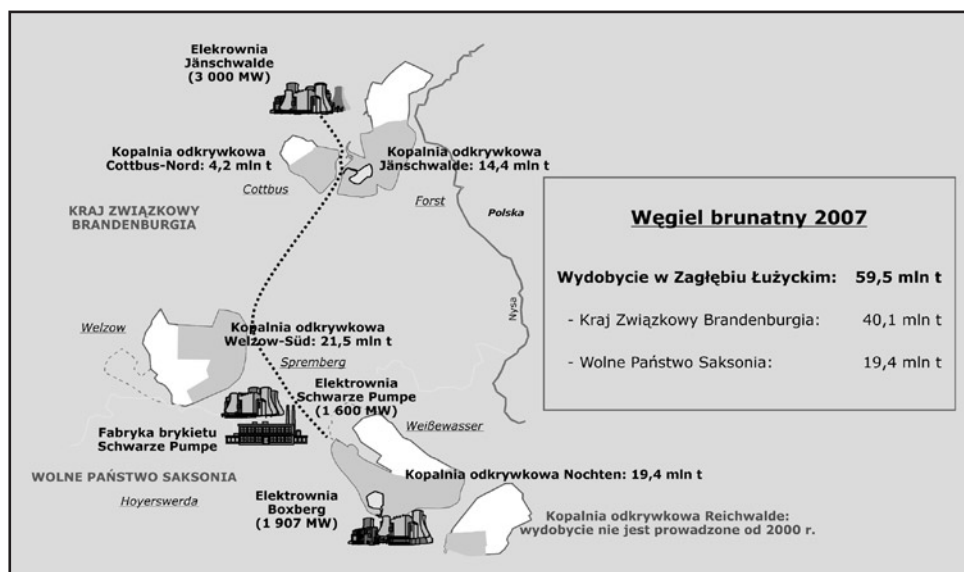 Elekrownia
Jänschwalde
(3 000 MW)
Kopalnia odkrywkowa
Cottbus-Nord: 4,2 mln t
Kopalnia odkrywkowa
Jänschwalde: 14,4 mln t
Cottbus
Forst
KRAJ ZWIĄZKOWY
BRANDENBURGIA
Polska
Nysa
Węgiel brunatny 2007
Wydobycie w Zagłębiu Łużyckim: 59,5 mln t
- Kraj Związkowy Brandenburgia: 40,1 mln t
- Wolne Państwo Saksonia: 19,4 mln t
Welzow
Kopalnia odkrywkowa
Welzow-Süd: 21,5 mln t
Spremberg
Elektrownia
Schwarze Pumpe
(1 600 MW)
Fabryka brykietu
Schwarze Pumpe
Weißewasser
WOLNE PAŃSTWO SAKSONIA
Hoyerswerda
Kopalnia odkrywkowa Nochten: 19,4 mln t
Elektrownia
Boxberg
(1 907 MW)
Kopalnia odkrywkowa Reichwalde:
wydobycie nie jest prowadzone od 2000 r.